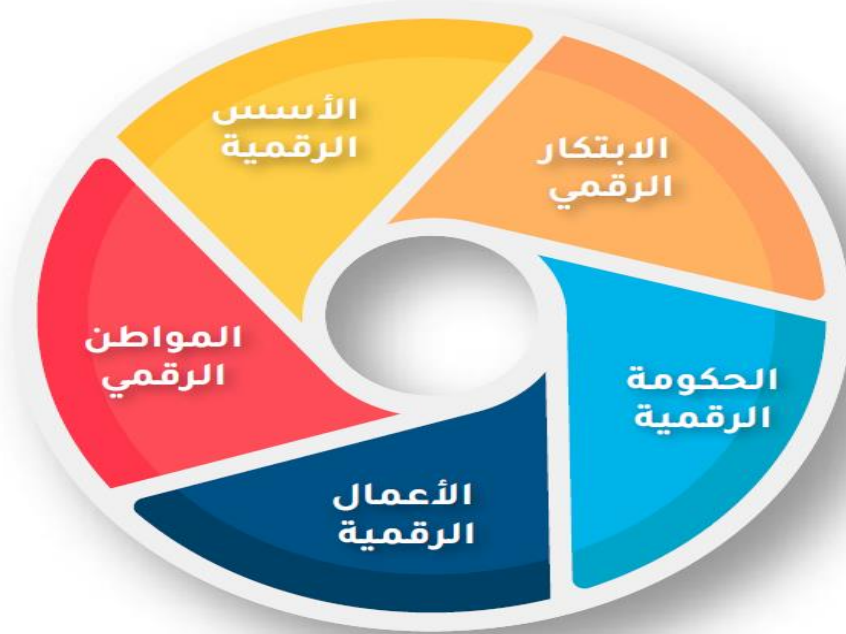 الأسس
الرقمية
الابتكار
الرقمي
الحكومة
الرقمية
الأعمال
الرقمية
المواطن
الرقمي